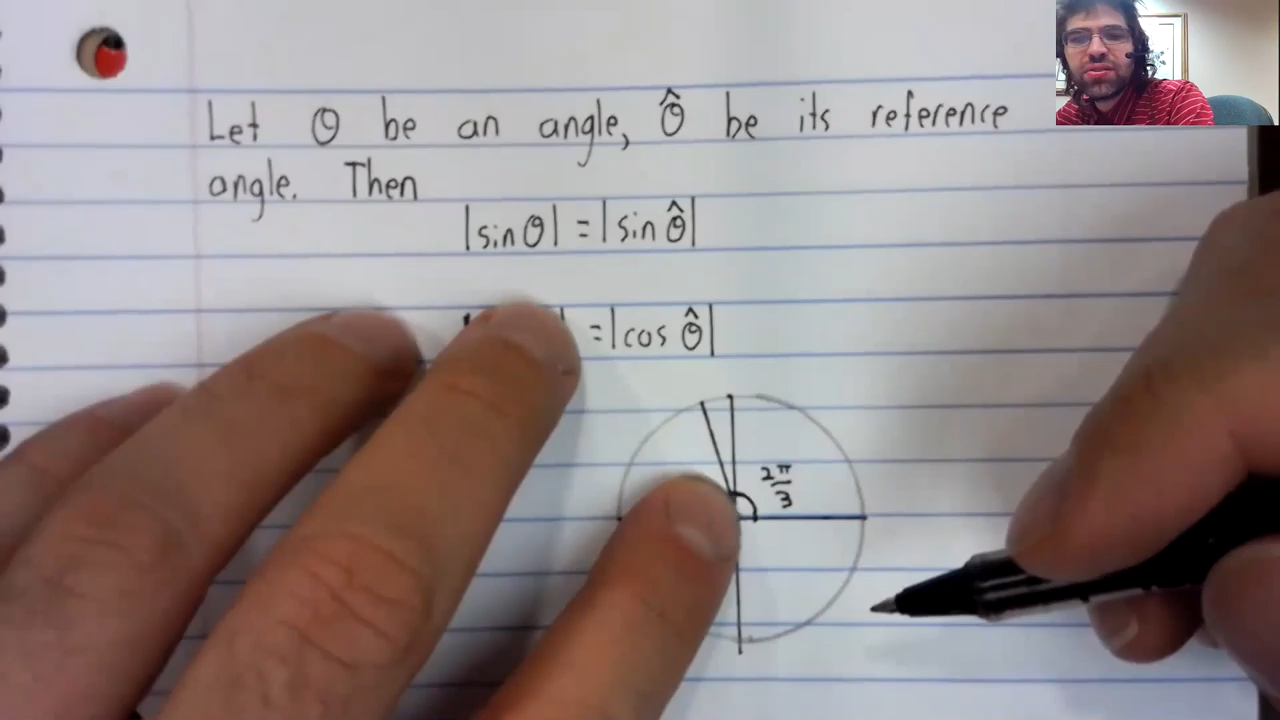 Let θ be an angle, θ̂ be its reference
angle. Then
|sin θ| = |sin θ̂|
| = |cos θ̂|
2π/3